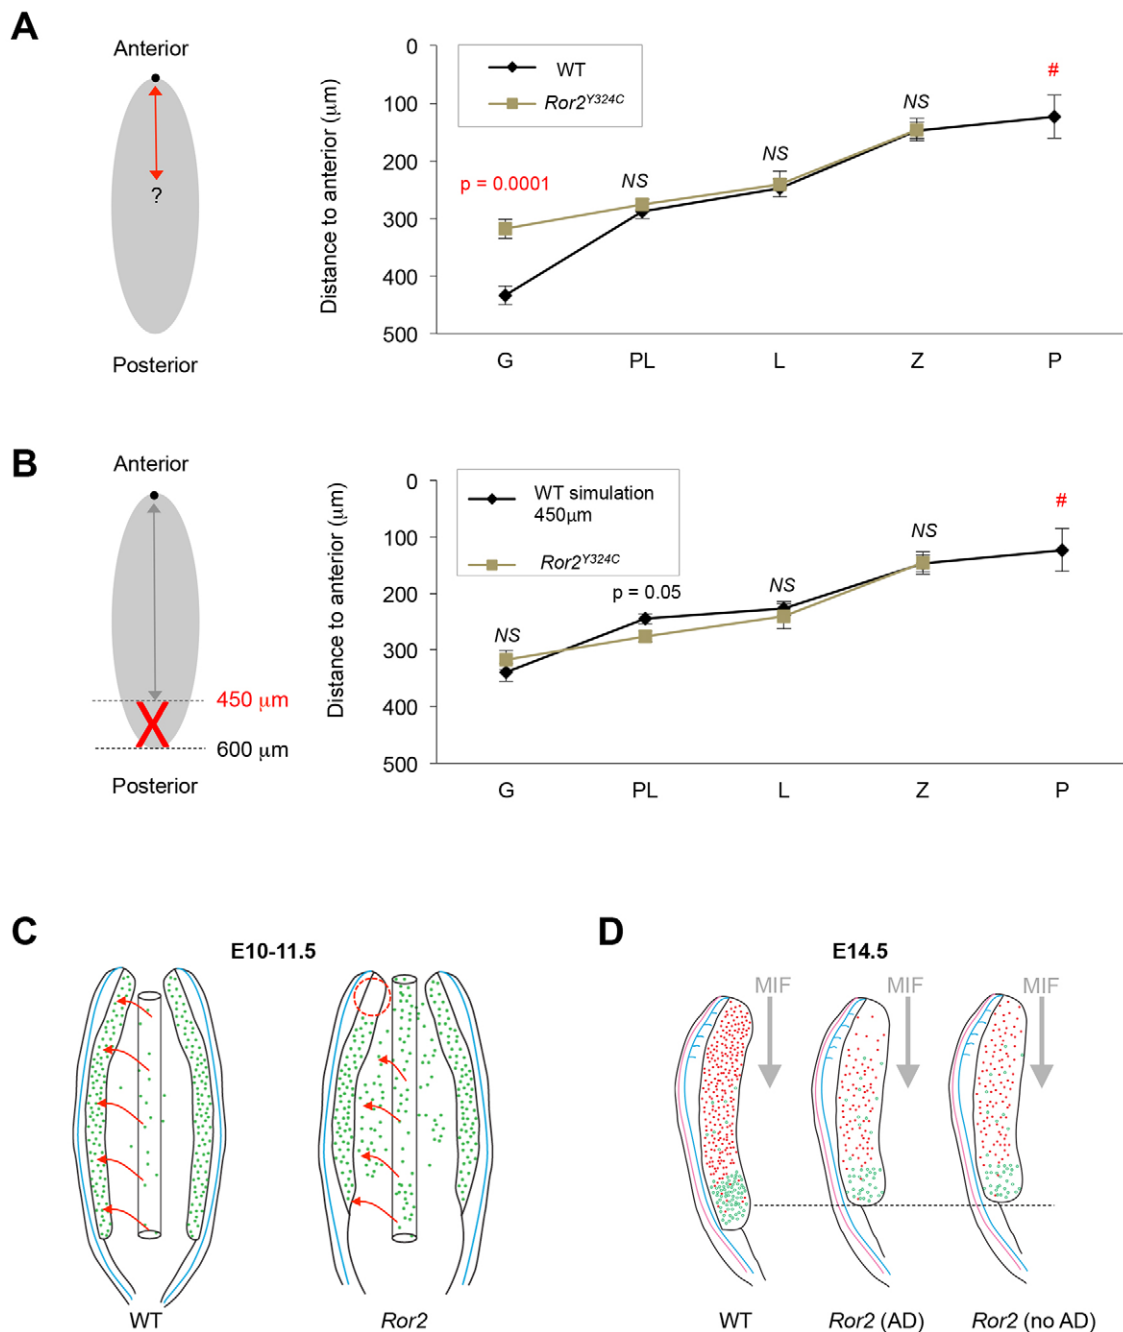 A
Anterior
?
Posterior
Distance to anterior (μm)
0
100
200
300
400
500
WT
Ror2Y324C
p = 0.0001
NS
NS
NS
#
G PL L Z P
B
Anterior
450 μm
600 μm
Posterior
Distance to anterior (μm)
0
100
200
300
400
500
WT simulation
450μm
Ror2Y324C
NS
p = 0.05
NS
NS
#
G PL L Z P
C
E10-11.5
WT
Ror2
D
E14.5
MIF
MIF
MIF
WT
Ror2 (AD)
Ror2 (no AD)